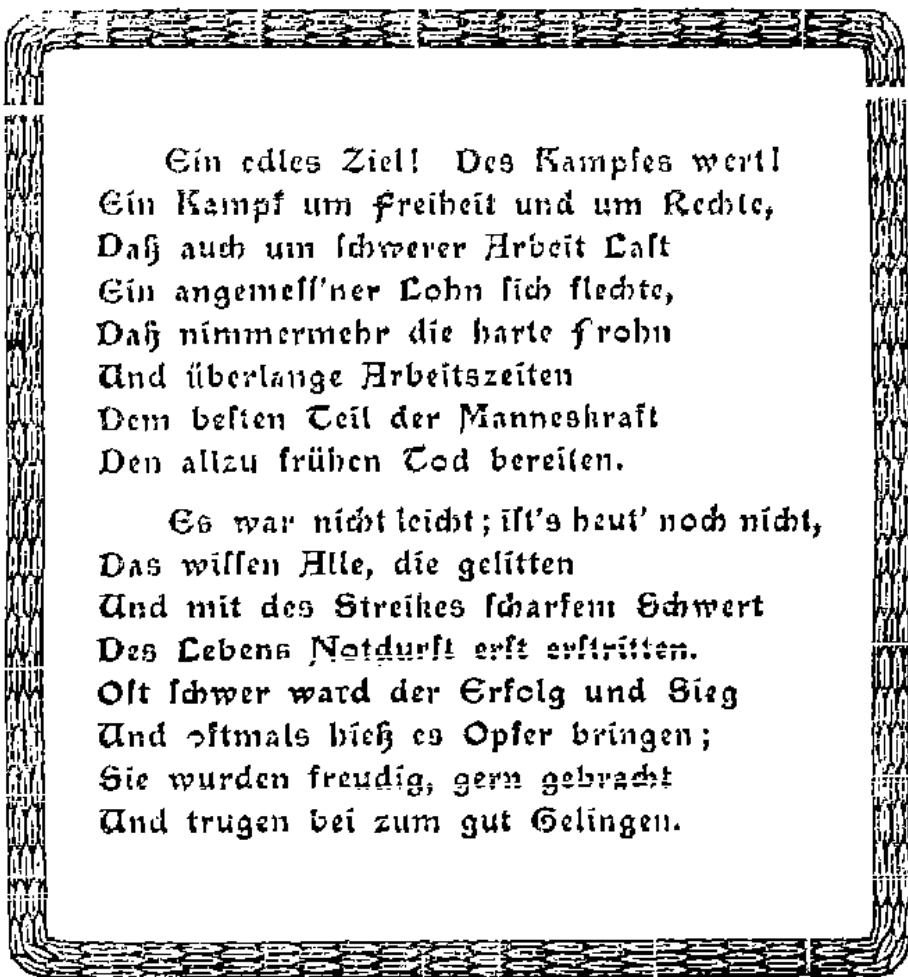 Ein edles Ziel! Des Kampfes wert!
Ein Kampf um Freiheit und um Rechte,
Daß auch um schwerer Arbeit Last
Ein angemess'ner Lohn sich flechte,
Daß nimmermehr die harte Frohn
Und überlange Arbeitszeiten
Dem besten Teil der Manneskraft
Den allzu frühen Tod bereiten.
Es war nicht leicht; ist's heut' noch nicht,
Das wissen Alle, die gelitten
Und mit des Streikes scharfem Schwert
Des Lebens Notdurft erst erstritten.
Oft schwer ward der Erfolg und Sieg
Und oftmals hieß es Opfer bringen;
Sie wurden freudig, gern gebracht
Und trugen bei zum gut Gelingen.